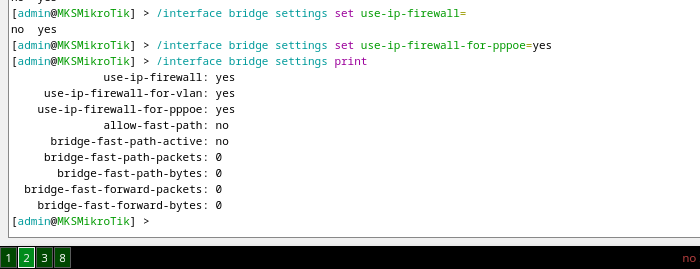 [admin@MKSMikroTik] > /interface bridge settings set use-ip-firewall=
no  yes
[admin@MKSMikroTik] > /interface bridge settings set use-ip-firewall-for-pppoe=yes
[admin@MKSMikroTik] > /interface bridge settings print
use-ip-firewall: yes
use-ip-firewall-for-vlan: yes
use-ip-firewall-for-pppoe: yes
allow-fast-path: no
bridge-fast-path-active: no
bridge-fast-path-packets: 0
bridge-fast-path-bytes: 0
bridge-fast-forward-packets: 0
bridge-fast-forward-bytes: 0
[admin@MKSMikroTik] >
1 2 3 8 no